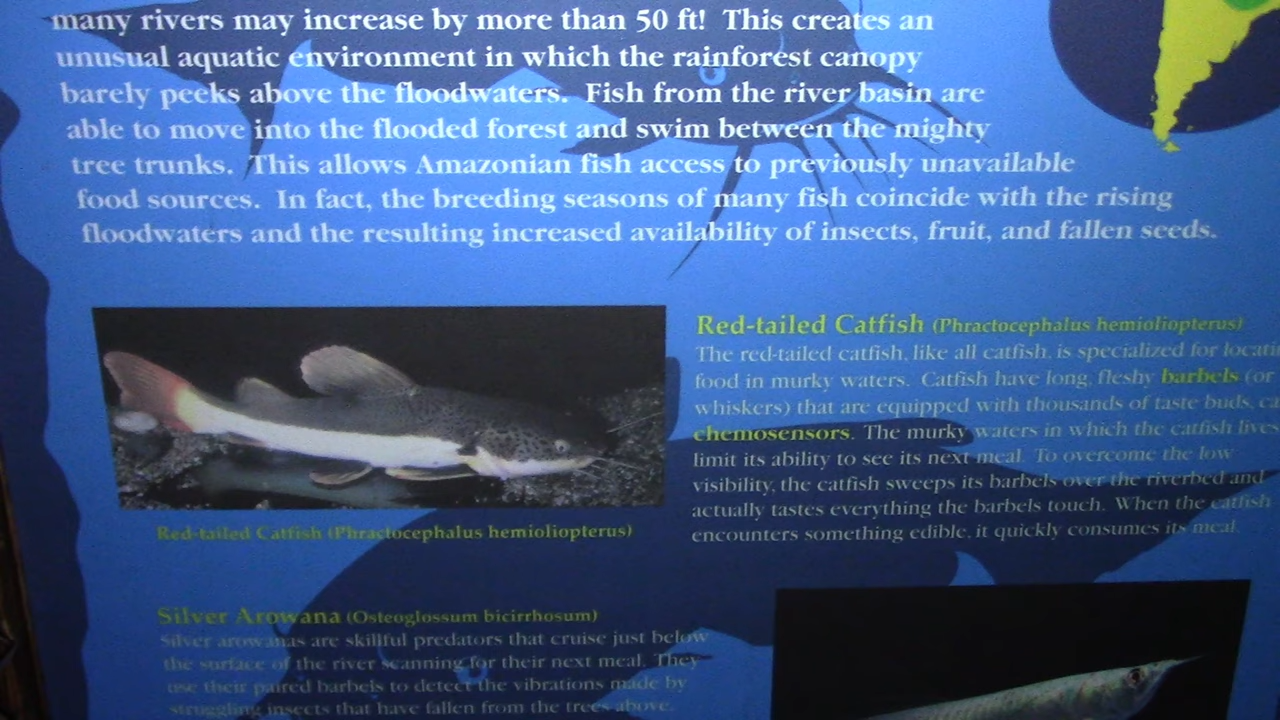 many rivers may increase by more than 50 ft! This creates an
unusual aquatic environment in which the rainforest canopy
barely peeks above the floodwaters. Fish from the river basin are
able to move into the flooded forest and swim between the mighty
tree trunks. This allows Amazonian fish access to previously unavailable
food sources. In fact, the breeding seasons of many fish coincide with the rising
floodwaters and the resulting increased availability of insects, fruit, and fallen seeds.
Red-tailed Catfish (Phractocephalus hemioliopterus)
The red-tailed catfish, like all catfish, is specialized for locati
food in murky waters. Catfish have long, fleshy barbels (or
whiskers) that are equipped with thousands of taste buds, ca
chemosensors. The murky waters in which the catfish lives
limit its ability to see its next meal. To overcome the low
visibility, the catfish sweeps its barbels over the riverbed and
actually tastes everything the barbels touch. When the catfish
encounters something edible, it quickly consumes its meal.
Red-tailed Catfish (Phractocephalus hemioliopterus)
Silver Arowana (Osteoglossum bicirrhosum)
Silver arowanas are skillful predators that cruise just below
the surface of the river scanning for their next meal. They
use their paired barbels to detect the vibrations made by
struggling insects that have fallen from the trees above.